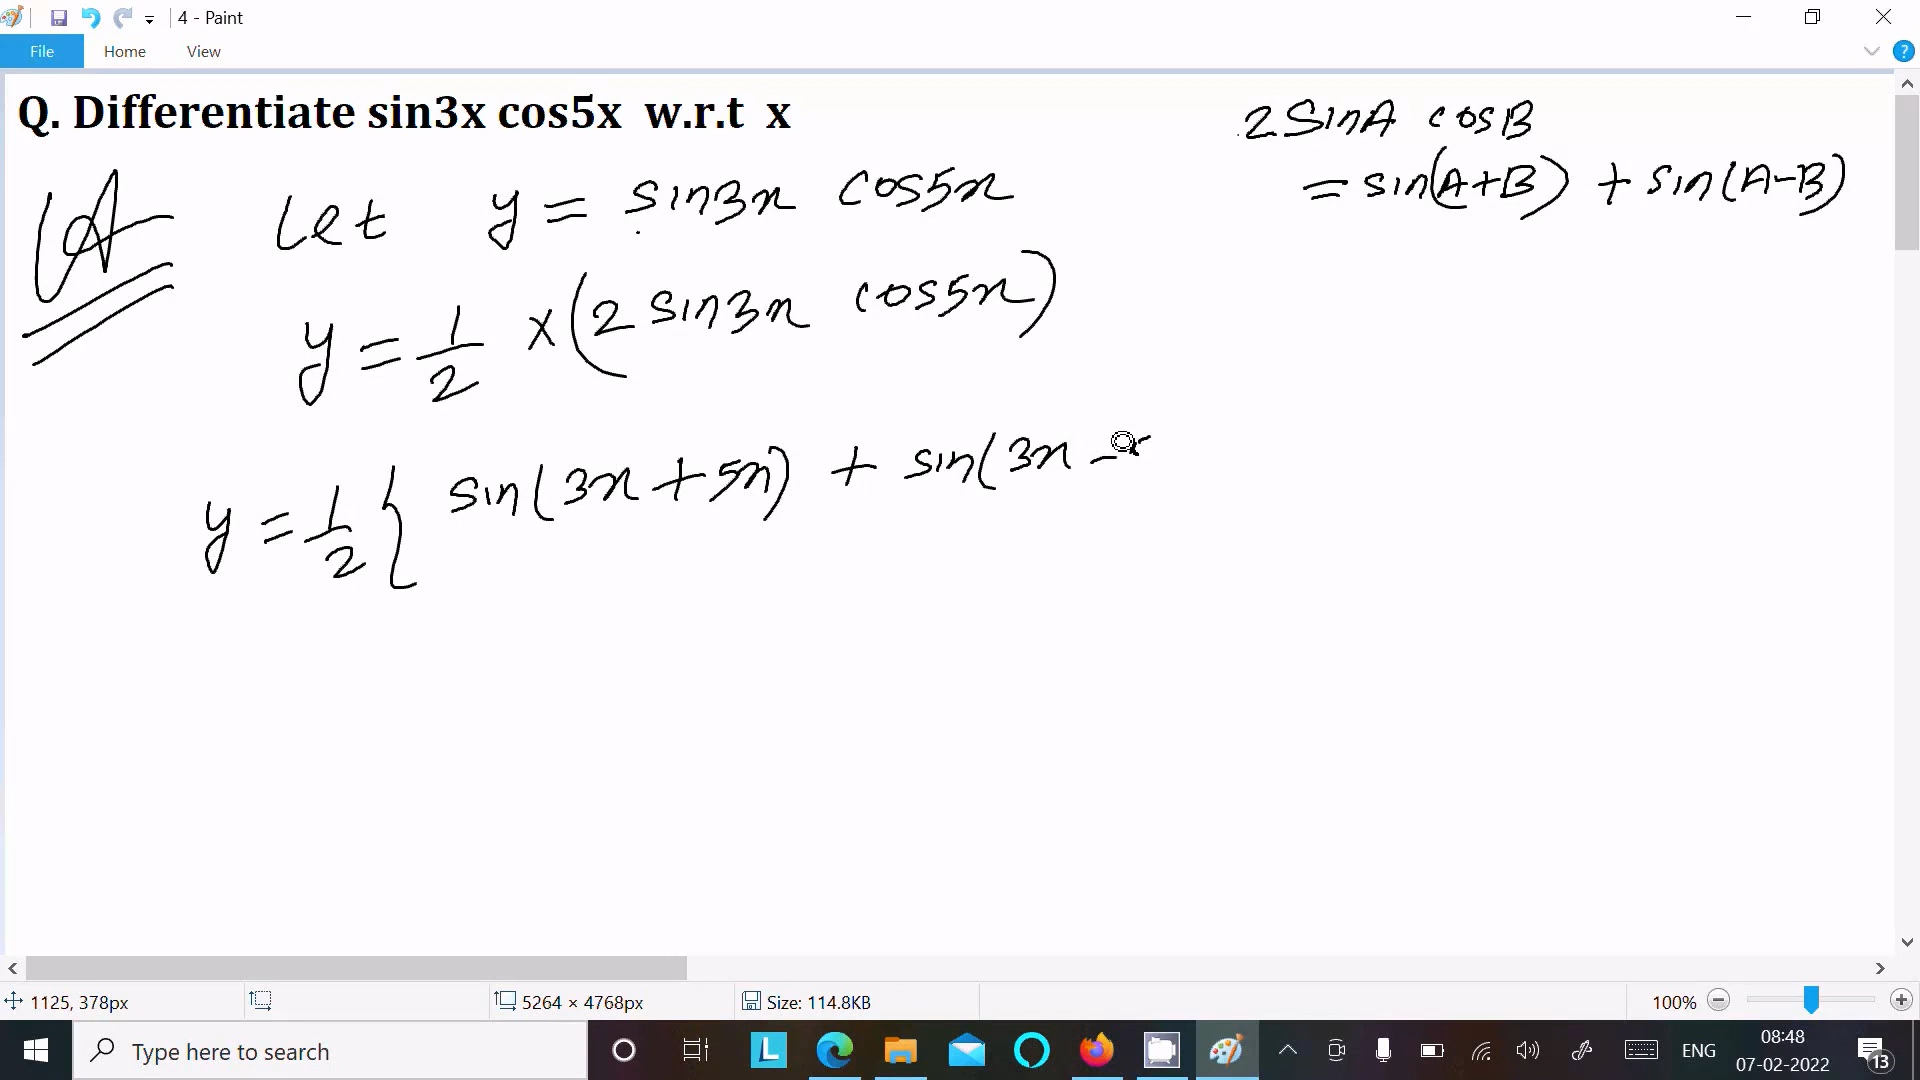 4 - Paint
File Home View
Q. Differentiate sin3x cos5x w.r.t x
2 SinA cosB
= sin(A+B) + sin(A-B)
A
Let y = sin3x cos5x
y = 1/2 × (2 sin3x cos5x)
y = 1/2 { sin(3x+5x) + sin(3x -
1125, 378px
5264 × 4768px
Size: 114.8KB
100%
Type here to search
L
ENG
08:48
07-02-2022
13